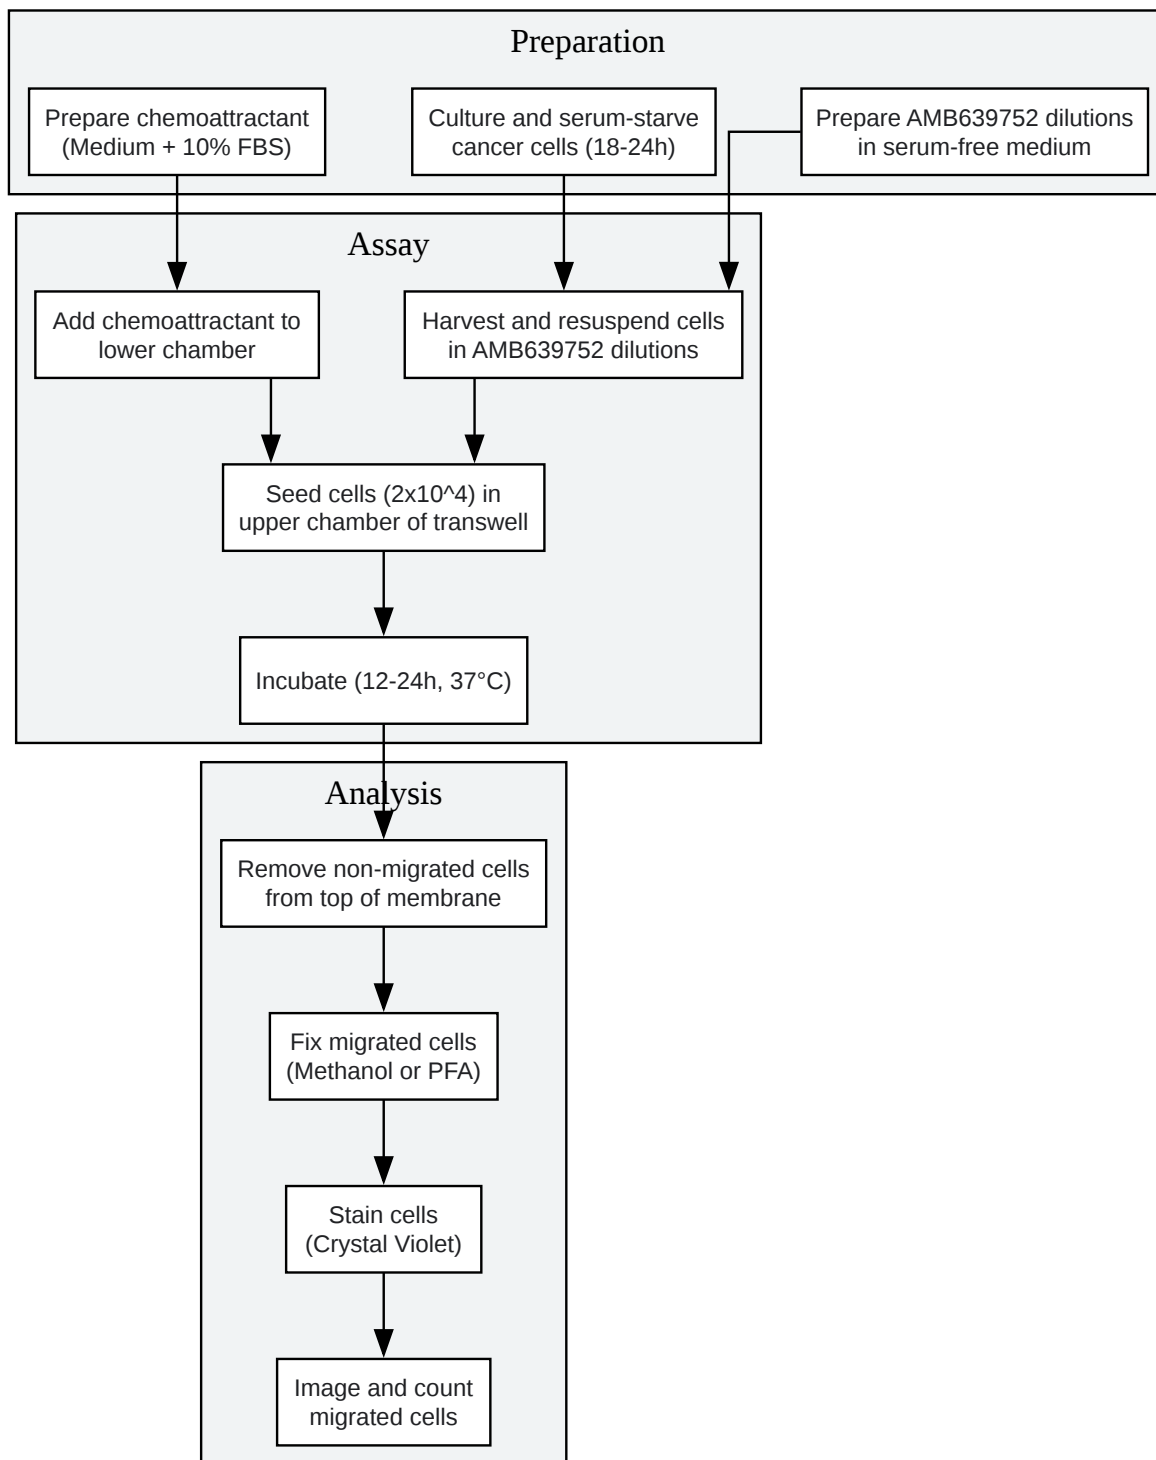 Preparation
Prepare chemoattractant
(Medium + 10% FBS)
Culture and serum-starve
cancer cells (18-24h)
Prepare AMB639752 dilutions
in serum-free medium
Assay
Add chemoattractant to
lower chamber
Harvest and resuspend cells
in AMB639752 dilutions
Seed cells (2x10^4) in
upper chamber of transwell
Incubate (12-24h, 37°C)
Analysis
Remove non-migrated cells
from top of membrane
Fix migrated cells
(Methanol or PFA)
Stain cells
(Crystal Violet)
Image and count
migrated cells